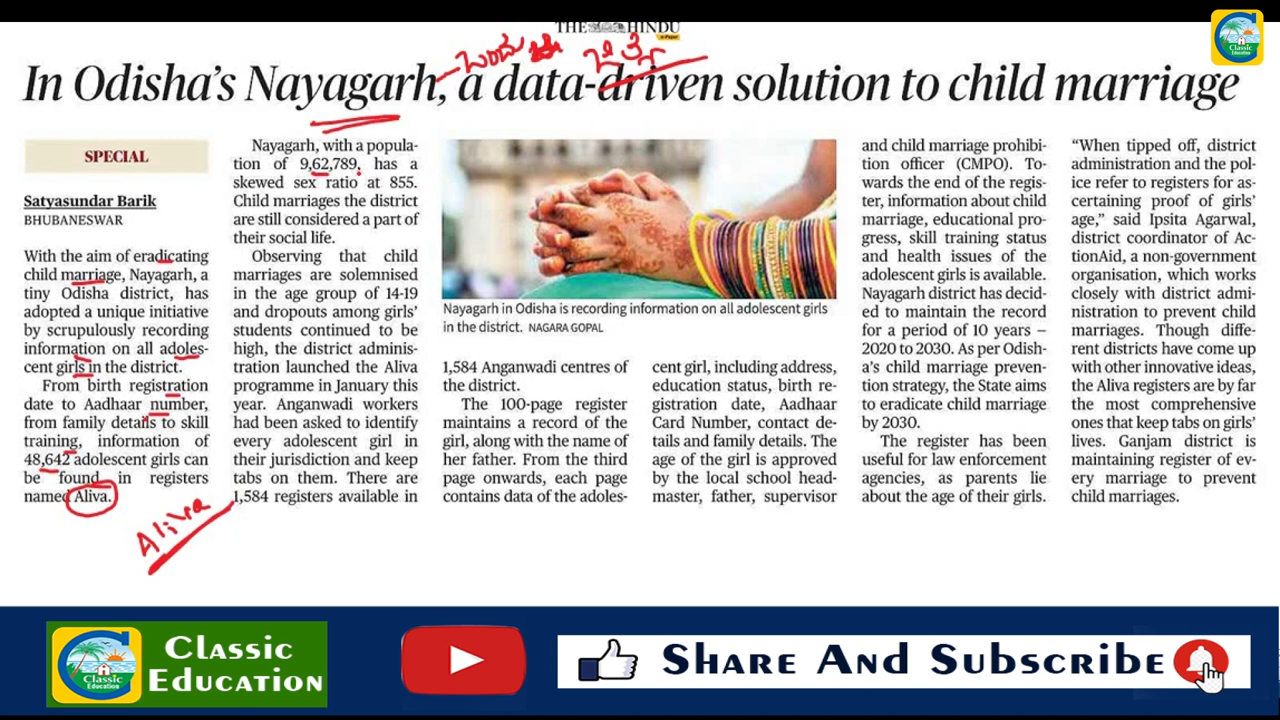 THE HINDU
e-Paper
Classic
Education
In Odisha's Nayagarh, a data-driven solution to child marriage
SPECIAL
Satyasundar Barik
BHUBANESWAR
With the aim of eradicating
child marriage, Nayagarh, a
tiny Odisha district, has
adopted a unique initiative
by scrupulously recording
information on all adoles-
cent girls in the district.
From birth registration
date to Aadhaar number,
from family details to skill
training, information of
48,642 adolescent girls can
be found in registers
named Aliva.
Aliva
Nayagarh, with a popula-
tion of 9,62,789, has a
skewed sex ratio at 855.
Child marriages the district
are still considered a part of
their social life.
Observing that child
marriages are solemnised
in the age group of 14-19
and dropouts among girls'
students continued to be
high, the district adminis-
tration launched the Aliva
programme in January this
year. Anganwadi workers
had been asked to identify
every adolescent girl in
their jurisdiction and keep
tabs on them. There are
1,584 registers available in
Nayagarh in Odisha is recording information on all adolescent girls
in the district. NAGARA GOPAL
1,584 Anganwadi centres of
the district.
The 100-page register
maintains a record of the
girl, along with the name of
her father. From the third
page onwards, each page
contains data of the adoles-
cent girl, including address,
education status, birth re-
gistration date, Aadhaar
Card Number, contact de-
tails and family details. The
age of the girl is approved
by the local school head-
master, father, supervisor
and child marriage prohibi-
tion officer (CMPO). To-
wards the end of the regis-
ter, information about child
marriage, educational pro-
gress, skill training status
and health issues of the
adolescent girls is available.
Nayagarh district has decid-
ed to maintain the record
for a period of 10 years –
2020 to 2030. As per Odish-
a's child marriage preven-
tion strategy, the State aims
to eradicate child marriage
by 2030.
The register has been
useful for law enforcement
agencies, as parents lie
about the age of their girls.
"When tipped off, district
administration and the pol-
ice refer to registers for as-
certaining proof of girls'
age," said Ipsita Agarwal,
district coordinator of Ac-
tionAid, a non-government
organisation, which works
closely with district admi-
nistration to prevent child
marriages. Though diffe-
rent districts have come up
with other innovative ideas,
the Aliva registers are by far
the most comprehensive
ones that keep tabs on girls'
lives. Ganjam district is
maintaining register of ev-
ery marriage to prevent
child marriages.
Classic
Education
Classic
Education
Share And Subscribe